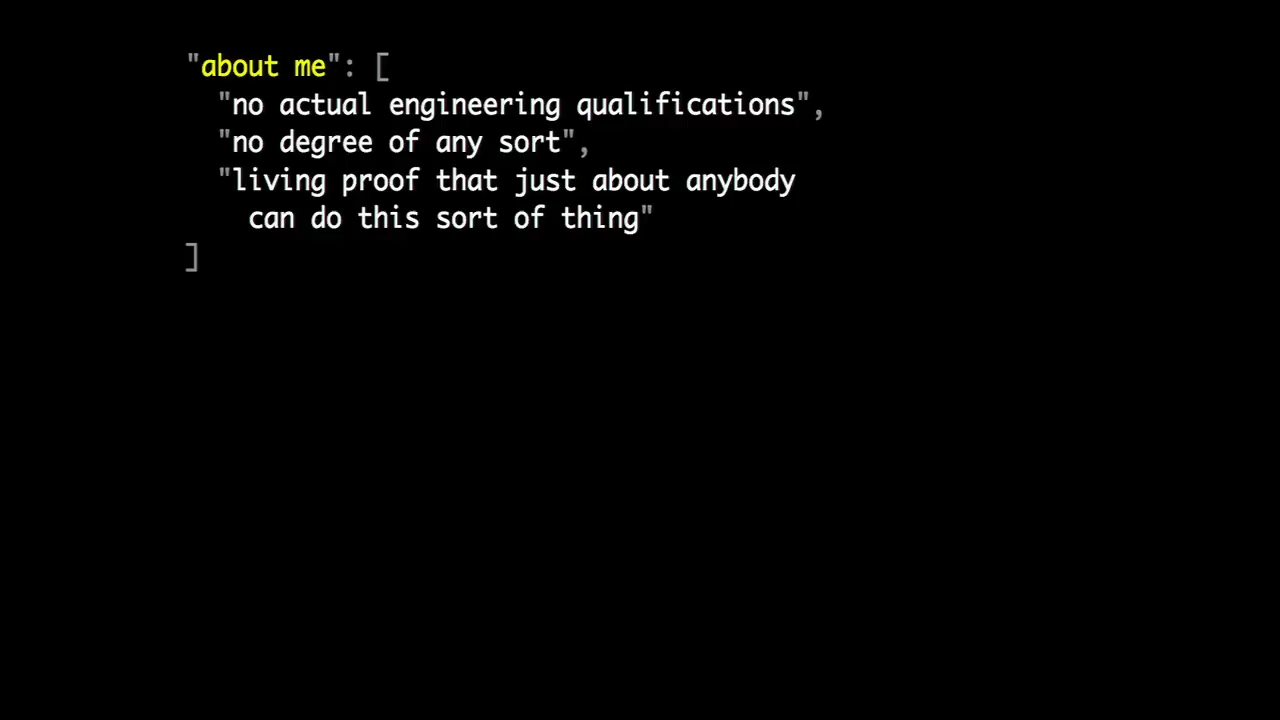 "about me": [
"no actual engineering qualifications",
"no degree of any sort",
"living proof that just about anybody
can do this sort of thing"
]